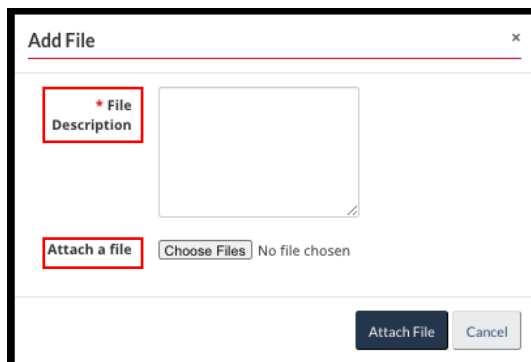 Add File ×
* File
Description
Attach a file Choose Files No file chosen
Attach File Cancel